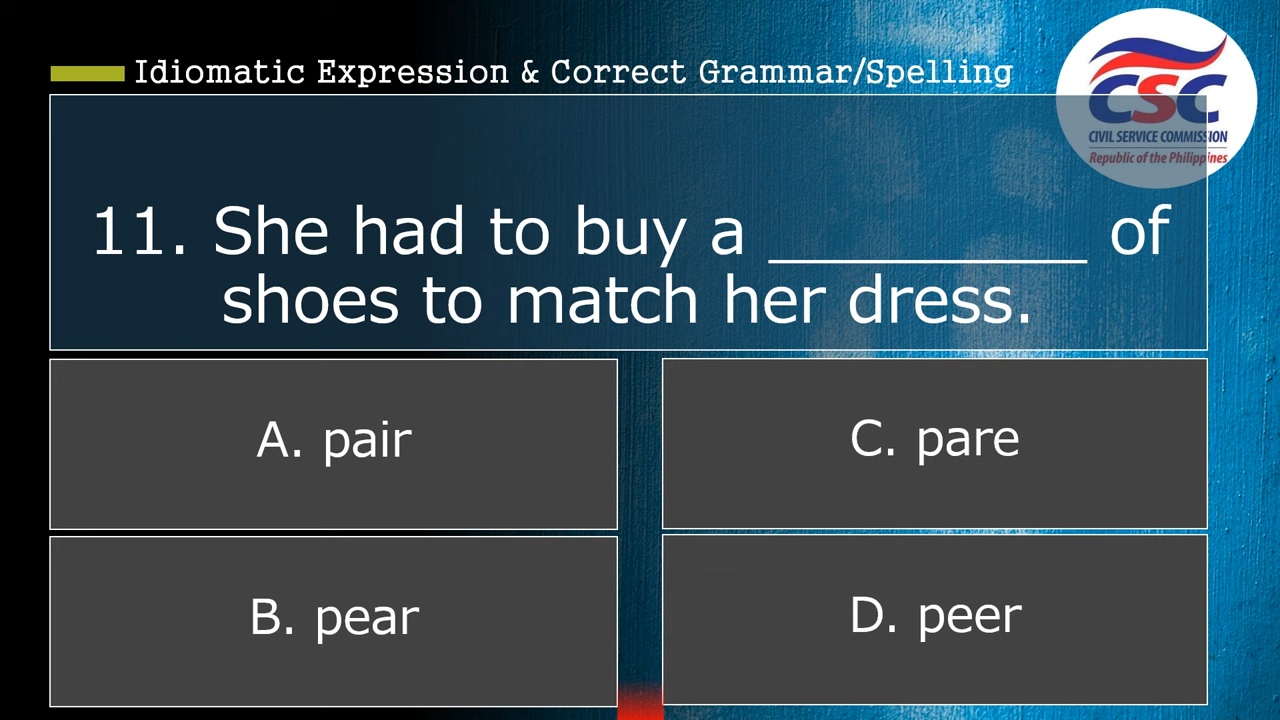 Idiomatic Expression & Correct Grammar/Spelling
CSC
CIVIL SERVICE COMMISSION
Republic of the Philippines
11. She had to buy a __________ of
shoes to match her dress.
A. pair
C. pare
B. pear
D. peer